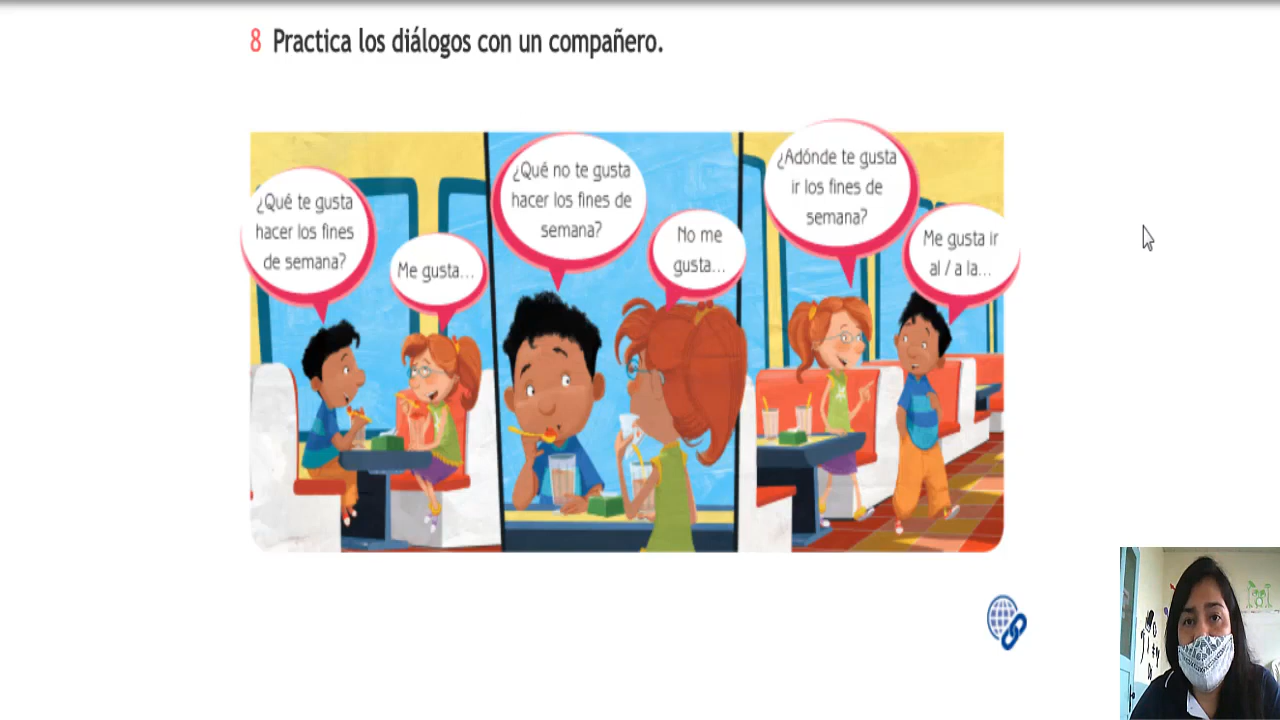 8 Practica los diálogos con un compañero.
¿Qué te gusta
hacer los fines
de semana?
Me gusta...
¿Qué no te gusta
hacer los fines de
semana?
No me
gusta...
¿Adónde te gusta
ir los fines de
semana?
Me gusta ir
al / a la...